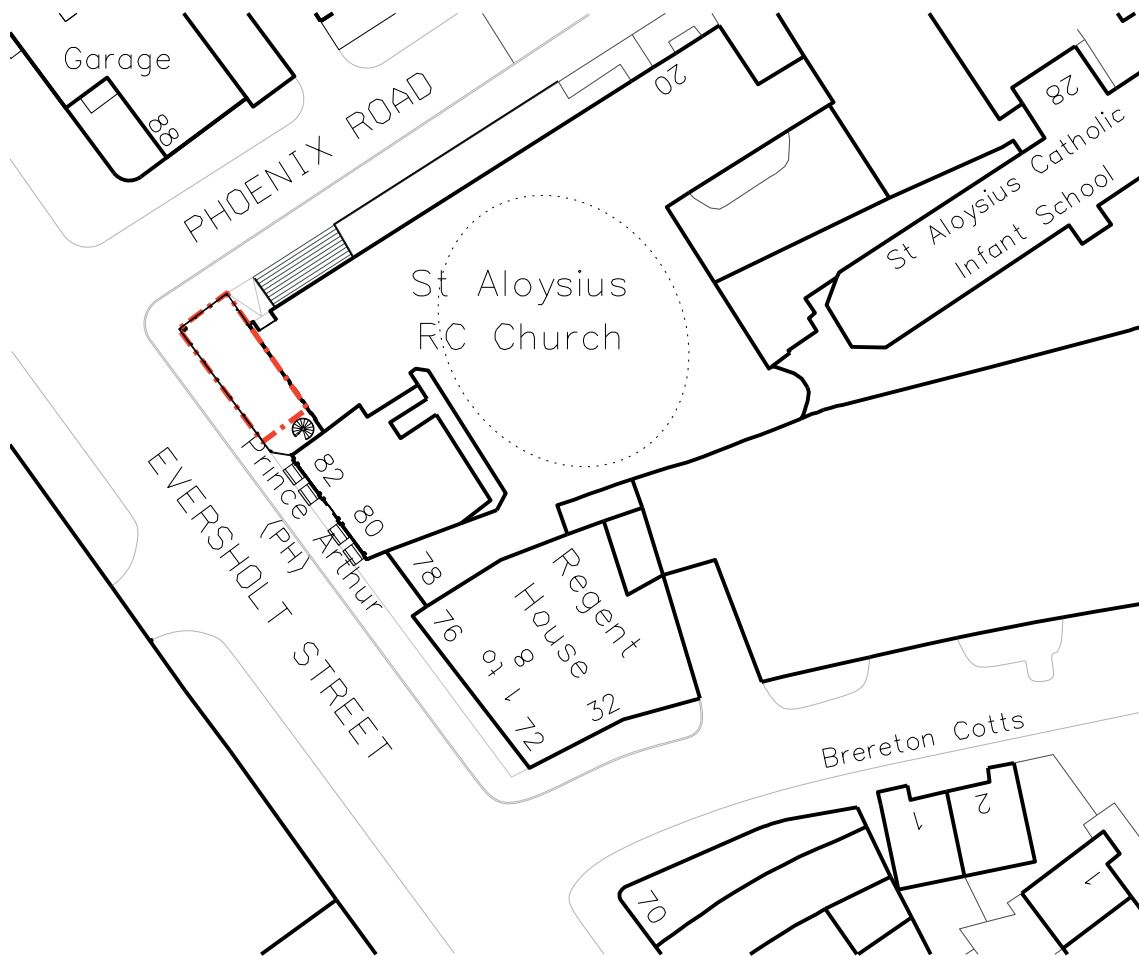 Garage
88
PHOENIX ROAD
20
28
St Aloysius Catholic
Infant School
St Aloysius
RC Church
EVERSHOLT STREET
Prince Arthur
(PH)
82
80
78
76
Regent
House
1 to 8
72
32
Brereton Cotts
1
2
1
70